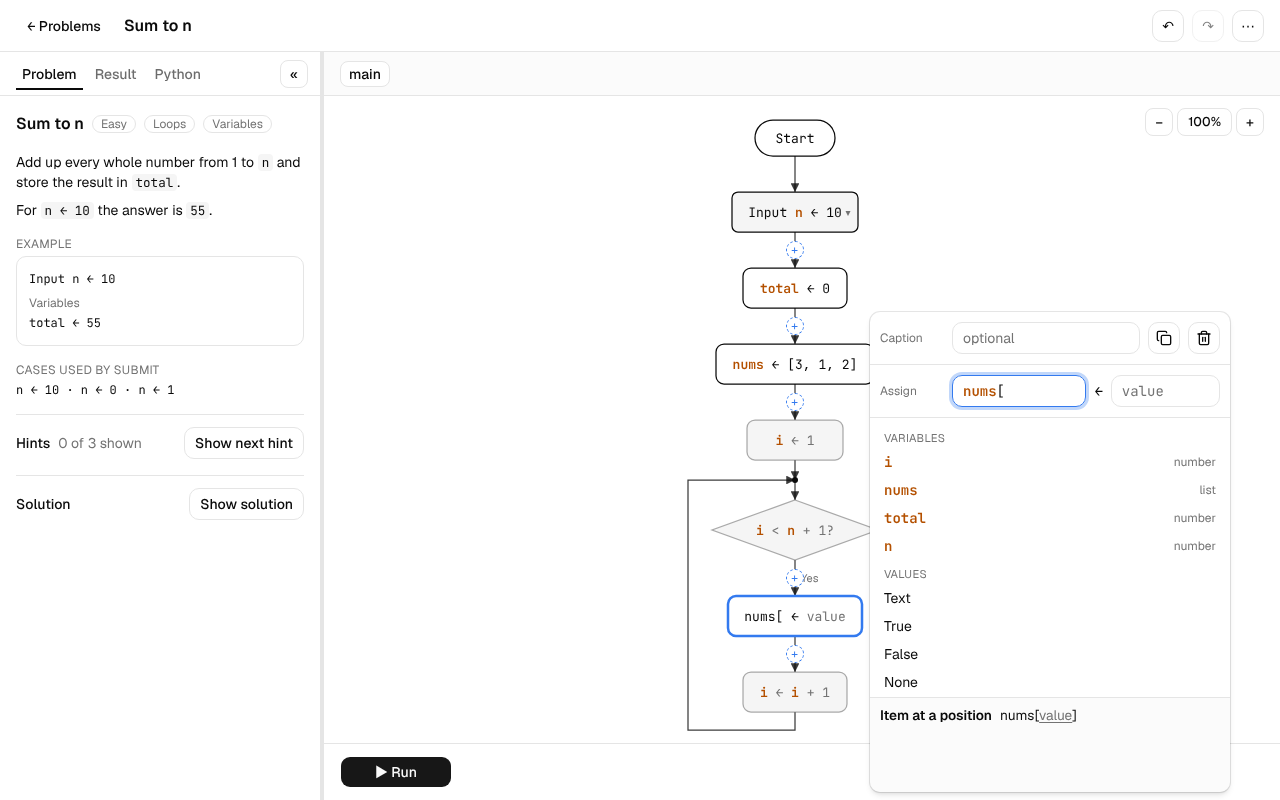 ← Problems Sum to n ↶ ↷ ⋯
Problem Result Python «
main
Sum to n Easy Loops Variables
Add up every whole number from 1 to n and
store the result in total.
For n ← 10 the answer is 55.
EXAMPLE
Input n ← 10
Variables
total ← 55
CASES USED BY SUBMIT
n ← 10 · n ← 0 · n ← 1
Hints 0 of 3 shown Show next hint
Solution Show solution
− 100% +
Start
Input n ← 10 ▾
+
total ← 0
+
nums ← [3, 1, 2]
+
i ← 1
i < n + 1?
+ Yes
nums[ ← value
+
i ← i + 1
Caption optional
Assign nums[ ← value
VARIABLES
i number
nums list
total number
n number
VALUES
Text
True
False
None
Item at a position nums[value]
▶ Run